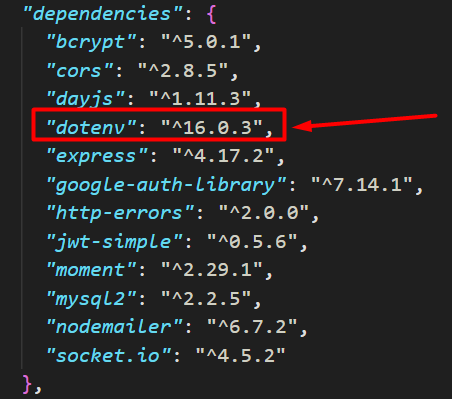 "dependencies": {
"bcrypt": "^5.0.1",
"cors": "^2.8.5",
"dayjs": "^1.11.3",
"dotenv": "^16.0.3",
"express": "^4.17.2",
"google-auth-library": "^7.14.1",
"http-errors": "^2.0.0",
"jwt-simple": "^0.5.6",
"moment": "^2.29.1",
"mysql2": "^2.2.5",
"nodemailer": "^6.7.2",
"socket.io": "^4.5.2"
},